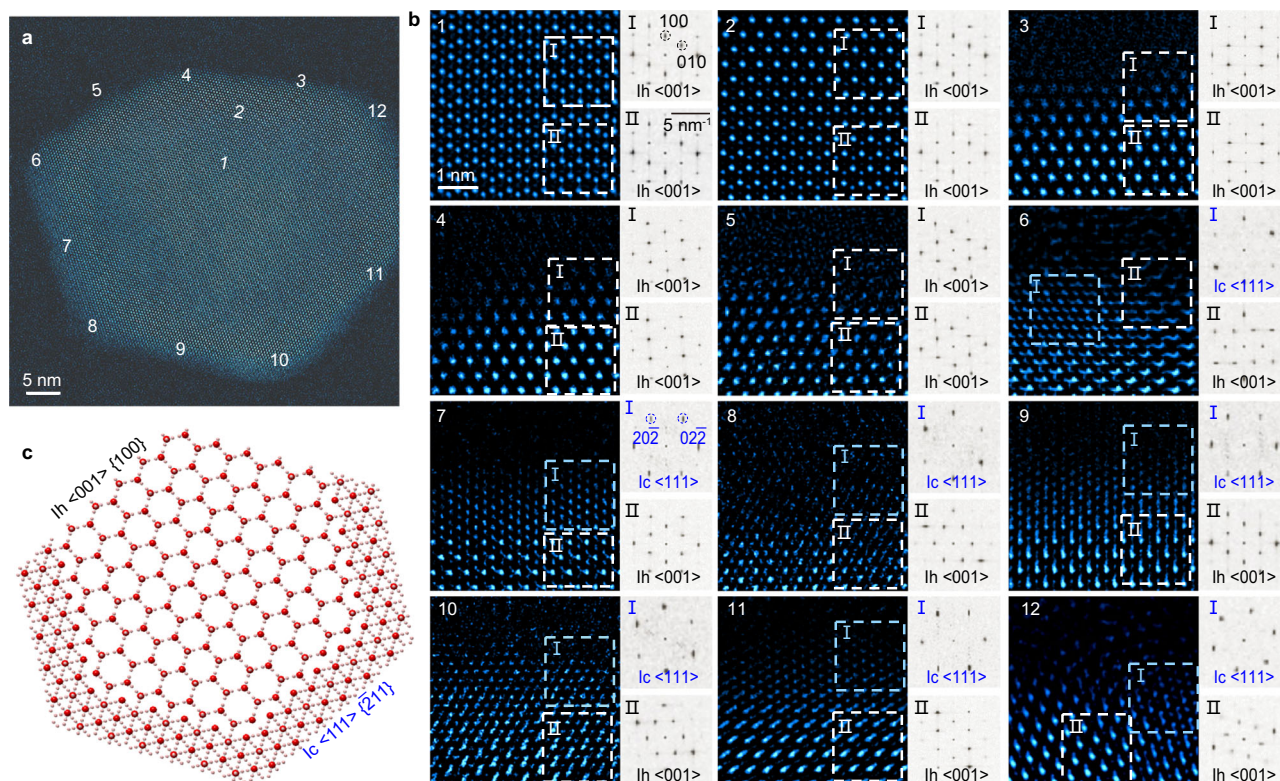 a
4
3
5
2
12
6
1
7
11
8
9
10
5 nm
b
1
I
II
1 nm
I
100
010
Ih <001>
II
5 nm⁻¹
Ih <001>
2
I
II
I
Ih <001>
II
Ih <001>
3
I
II
I
Ih <001>
II
Ih <001>
4
I
II
I
Ih <001>
II
Ih <001>
5
I
II
I
Ih <001>
II
Ih <001>
6
I
II
I
Ic <111>
II
Ih <001>
7
I
II
I
202̅
02̅2̅
Ic <111>
II
Ih <001>
8
I
II
I
Ic <111>
II
Ih <001>
9
I
II
I
Ic <111>
II
Ih <001>
10
I
II
I
Ic <111>
II
Ih <001>
11
I
II
I
Ic <111>
II
Ih <001>
12
I
II
I
Ic <111>
II
Ih <001>
c
Ih <001> {100}
Ic <111> {2̅11}